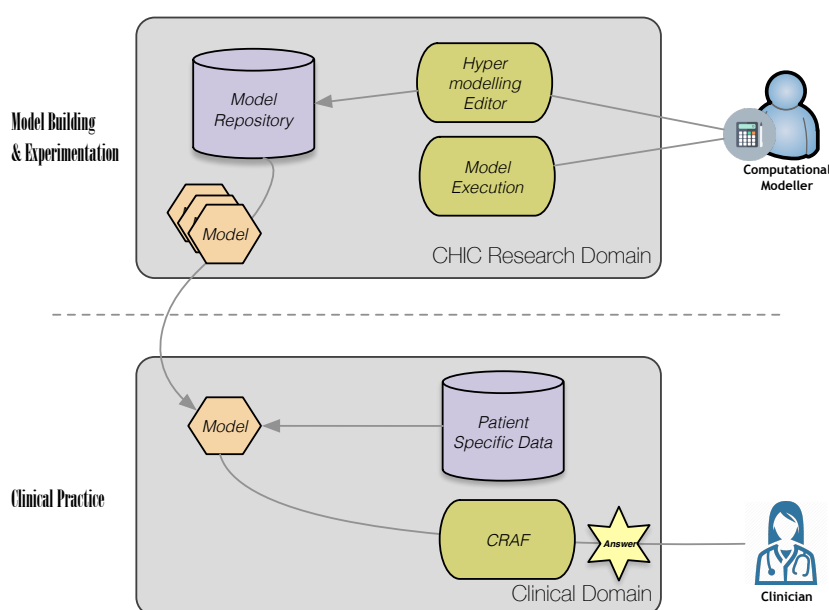 Model Building
& Experimentation
Model
Repository
Hyper
modelling
Editor
Model
Execution
Computational
Modeller
Model
CHIC Research Domain
Clinical Practice
Model
Patient
Specific Data
CRAF
Answer
Clinical Domain
Clinician